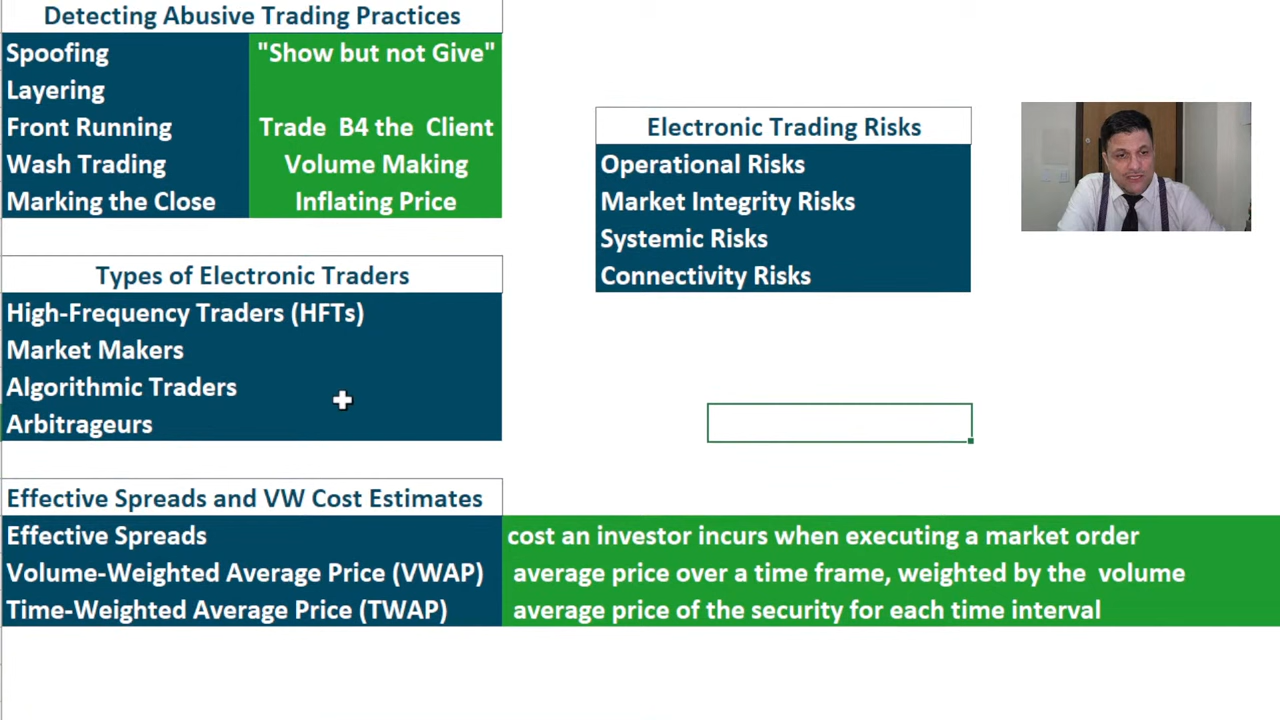 Detecting Abusive Trading Practices
Spoofing "Show but not Give"
Layering
Front Running Trade B4 the Client
Wash Trading Volume Making
Marking the Close Inflating Price
Types of Electronic Traders
High-Frequency Traders (HFTs)
Market Makers
Algorithmic Traders
Arbitrageurs
Electronic Trading Risks
Operational Risks
Market Integrity Risks
Systemic Risks
Connectivity Risks
Effective Spreads and VW Cost Estimates
Effective Spreads cost an investor incurs when executing a market order
Volume-Weighted Average Price (VWAP) average price over a time frame, weighted by the volume
Time-Weighted Average Price (TWAP) average price of the security for each time interval